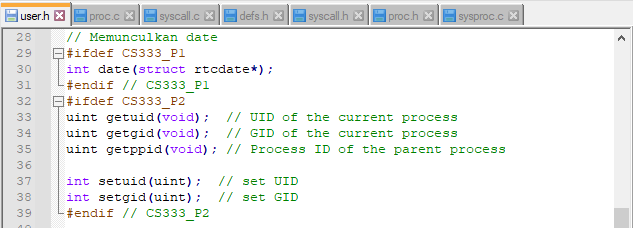 user.h proc.c syscall.c defs.h syscall.h proc.h sysproc.c
28 // Memunculkan date
29 #ifdef CS333_P1
30 int date(struct rtcdate*);
31 #endif // CS333_P1
32 #ifdef CS333_P2
33 uint getuid(void);  // UID of the current process
34 uint getgid(void);  // GID of the current process
35 uint getppid(void); // Process ID of the parent process
36
37 int setuid(uint);  // set UID
38 int setgid(uint);  // set GID
39 #endif // CS333_P2